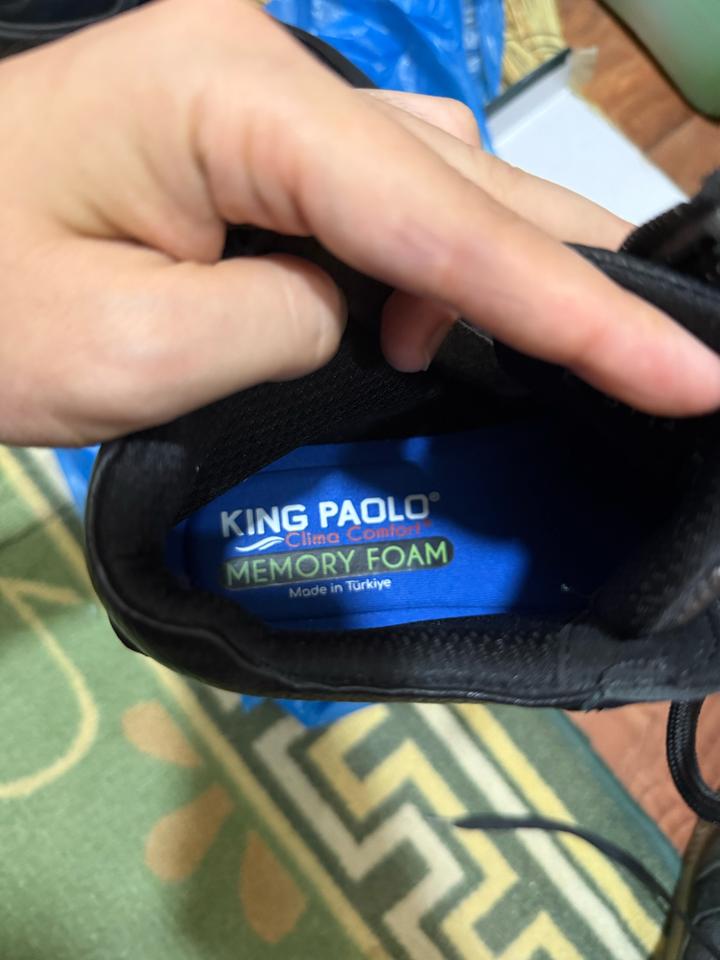 KING PAOLO®
Clima Comfort®
MEMORY FOAM
Made in Türkiye